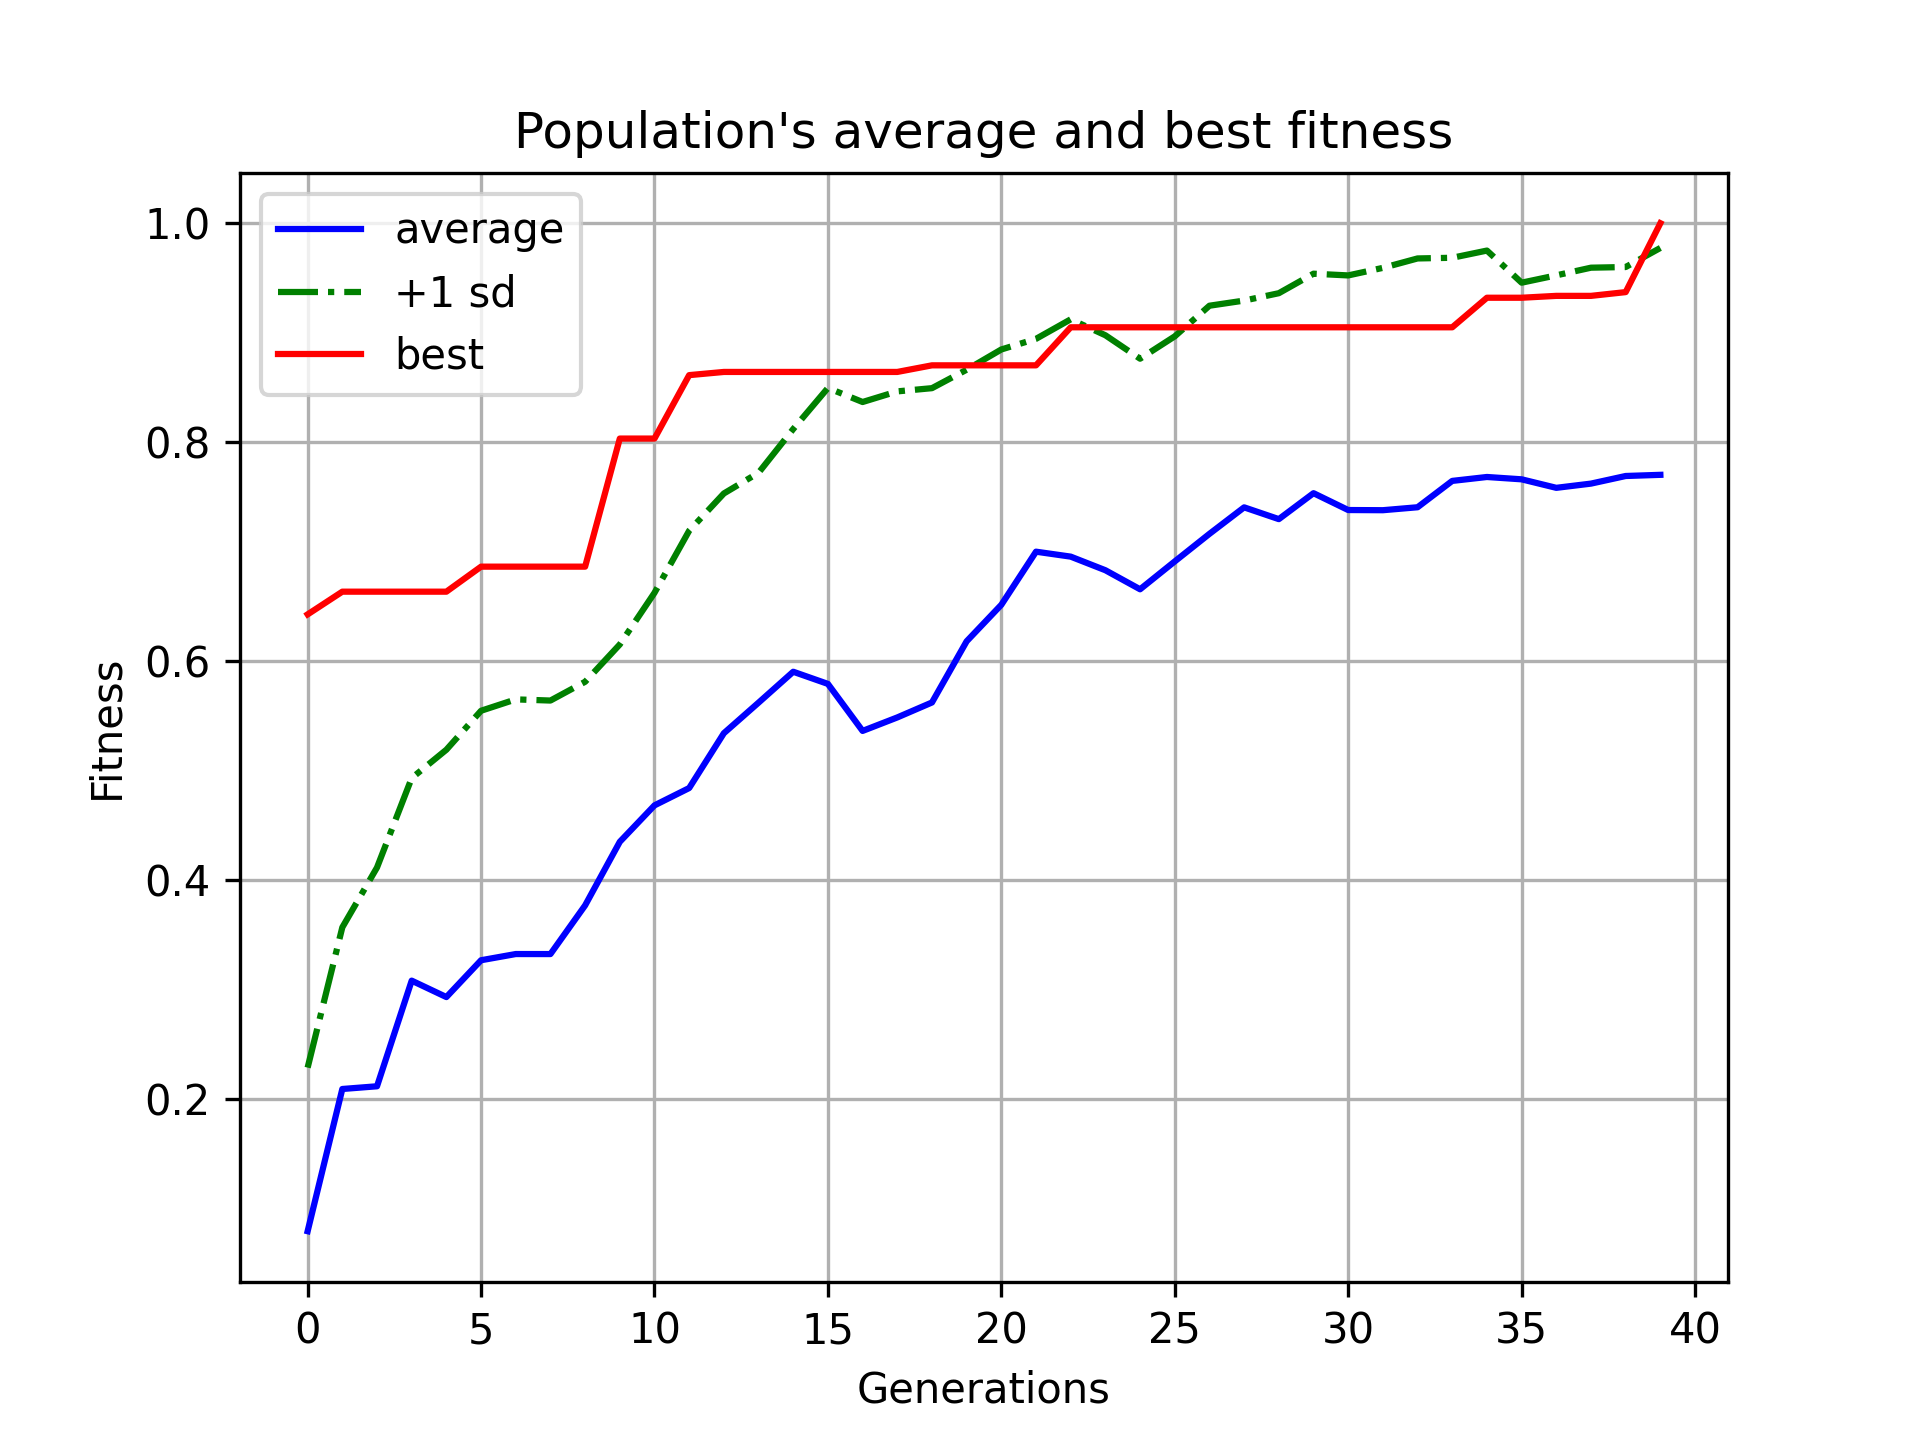 Population's average and best fitness
average
+1 sd
best
1.0
0.8
0.6
0.4
0.2
Fitness
0 5 10 15 20 25 30 35 40
Generations